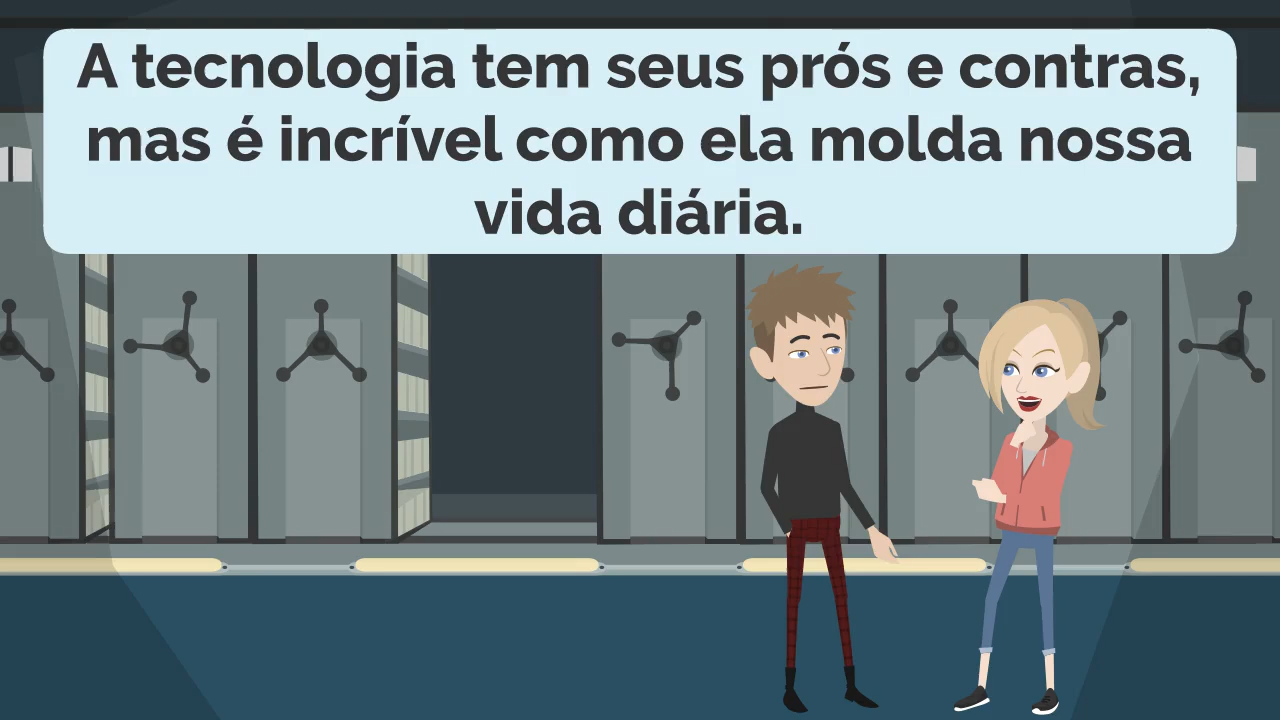 A tecnologia tem seus prós e contras,
mas é incrível como ela molda nossa
vida diária.